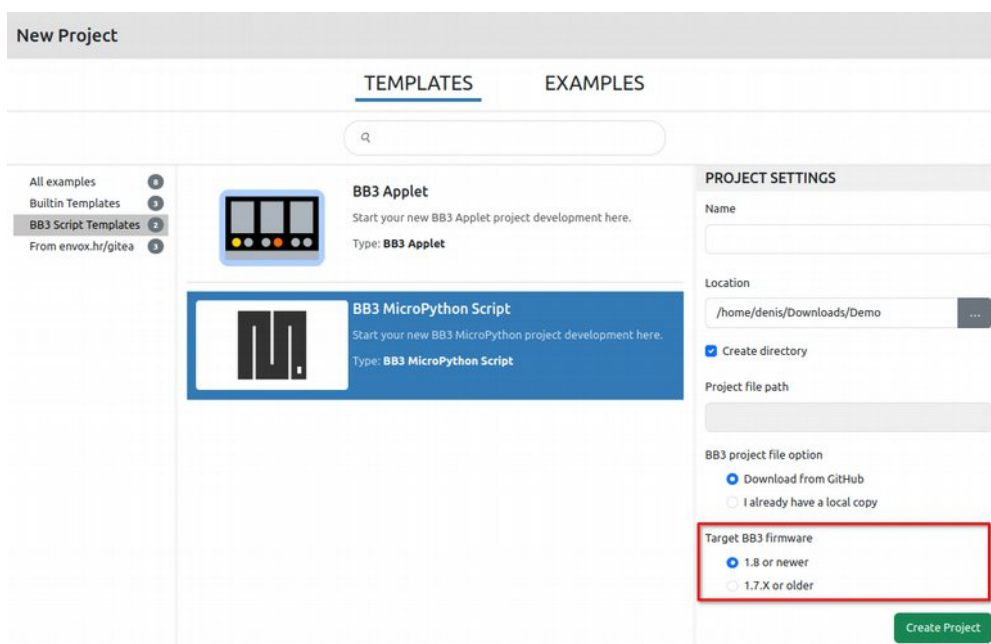 New Project
TEMPLATES EXAMPLES
All examples 8
Builtin Templates 3
BB3 Script Templates 2
From envox.hr/gitea 3
BB3 Applet
Start your new BB3 Applet project development here.
Type: BB3 Applet
BB3 MicroPython Script
Start your new BB3 MicroPython project development here.
Type: BB3 MicroPython Script
PROJECT SETTINGS
Name
Location
/home/denis/Downloads/Demo ...
Create directory
Project file path
BB3 project file option
Download from GitHub
I already have a local copy
Target BB3 firmware
1.8 or newer
1.7.X or older
Create Project